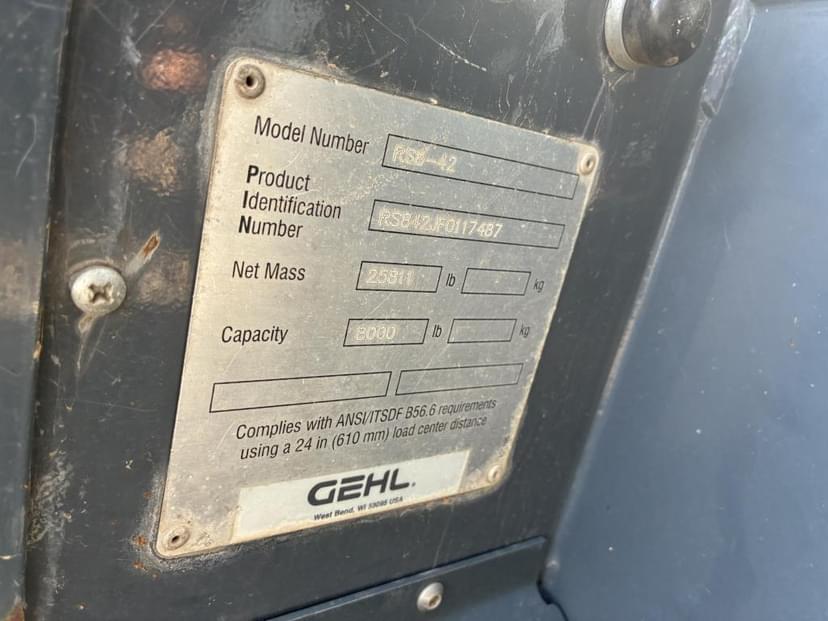 Model Number RS8-42
Product
Identification
Number RS842JF0117487
Net Mass 25811 lb kg
Capacity 8000 lb kg
Complies with ANSI/ITSDF B56.6 requirements
using a 24 in (610 mm) load center distance
GEHL®
West Bend, WI 53095 USA